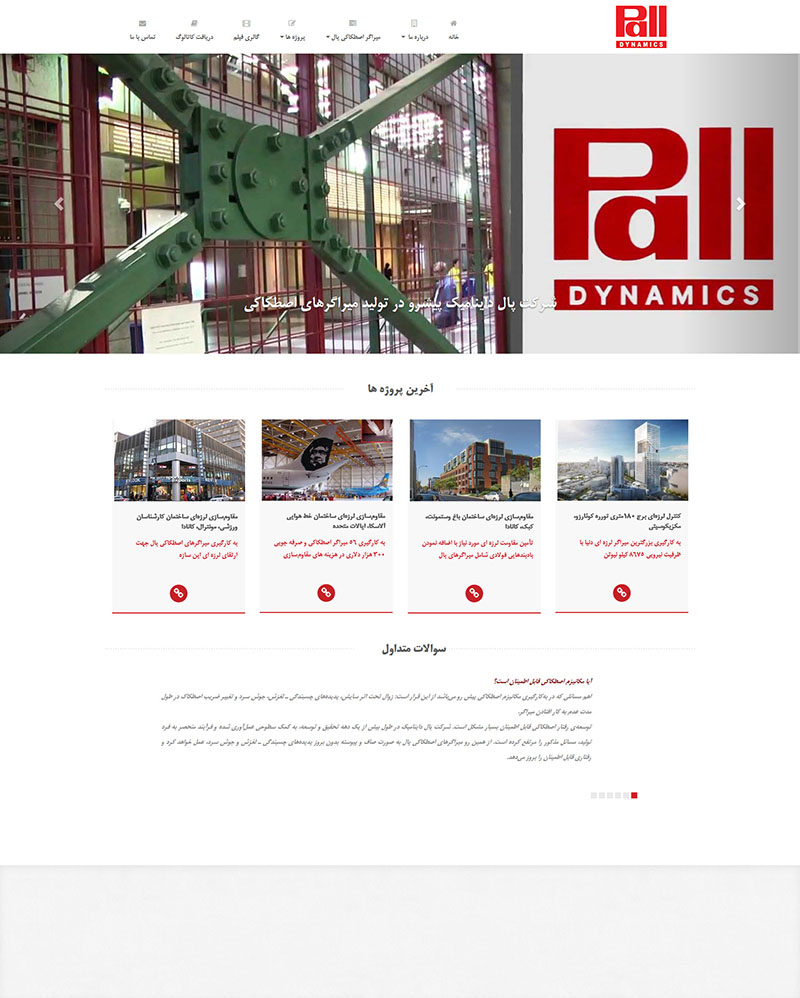 Pall
DYNAMICS
خانه
درباره ما
میراگر اصطکاکی پال
پروژه ها
گالری فیلم
دریافت کاتالوگ
تماس با ما
Pall
DYNAMICS
شرکت پال داینامیک پیشرو در تولید میراگرهای اصطکاکی
آخرین پروژه ها
کنترل لرزه‌ای برج ۱۸۰متری توره کوتارزو،
مکزیکوسیتی
به کارگیری بزرگترین میراگر لرزه ای دنیا با
ظرفیت نیرویی ۸۶۷۵ کیلو نیوتن
مقاوم‌سازی لرزه‌ای ساختمان باغ وستمونت،
کبک، کانادا
تأمین مقاومت لرزه ای مورد نیاز با اضافه نمودن
بادبندهایی فولادی شامل میراگرهای پال
مقاوم‌سازی لرزه‌ای ساختمان خط هوایی
آلاسکا، ایالات متحده
به کارگیری ۵۶ میراگر اصطکاکی و صرفه جویی
۳۰۰ هزار دلاری در هزینه های مقاوم‌سازی
مقاوم‌سازی لرزه‌ای ساختمان کارشناسان
ورزشی، مونترال، کانادا
به کارگیری میراگرهای اصطکاکی پال جهت
ارتقای لرزه ای این سازه
سوالات متداول
آیا مکانیزم اصطکاکی قابل اطمینان است؟
اهم مسائلی که در به‌کارگیری مکانیزم اصطکاکی پیش رو می‌باشد از این قرار است: زوال تحت اثر سایش، پدیده‌های چسبندگی ـ لغزش، جوش سرد و تغییر ضریب اصطکاک در طول
مدت عدم به کار افتادن میراگر.
توسعه‌ی رفتار اصطکاکی قابل اطمینان بسیار مشکل است. شرکت پال داینامیک در طول بیش از یک دهه تحقیق و توسعه، به کمک سطوحی عمل‌آوری شده و فرآیند منحصر به فرد
تولید، مسائل مذکور را مرتفع کرده است. از همین رو میراگرهای اصطکاکی پال به صورت صاف و پیوسته بدون بروز پدیده‌های چسبندگی ـ لغزش و جوش سرد، عمل خواهد کرد و
رفتاری قابل اطمینان را بروز می‌دهد.